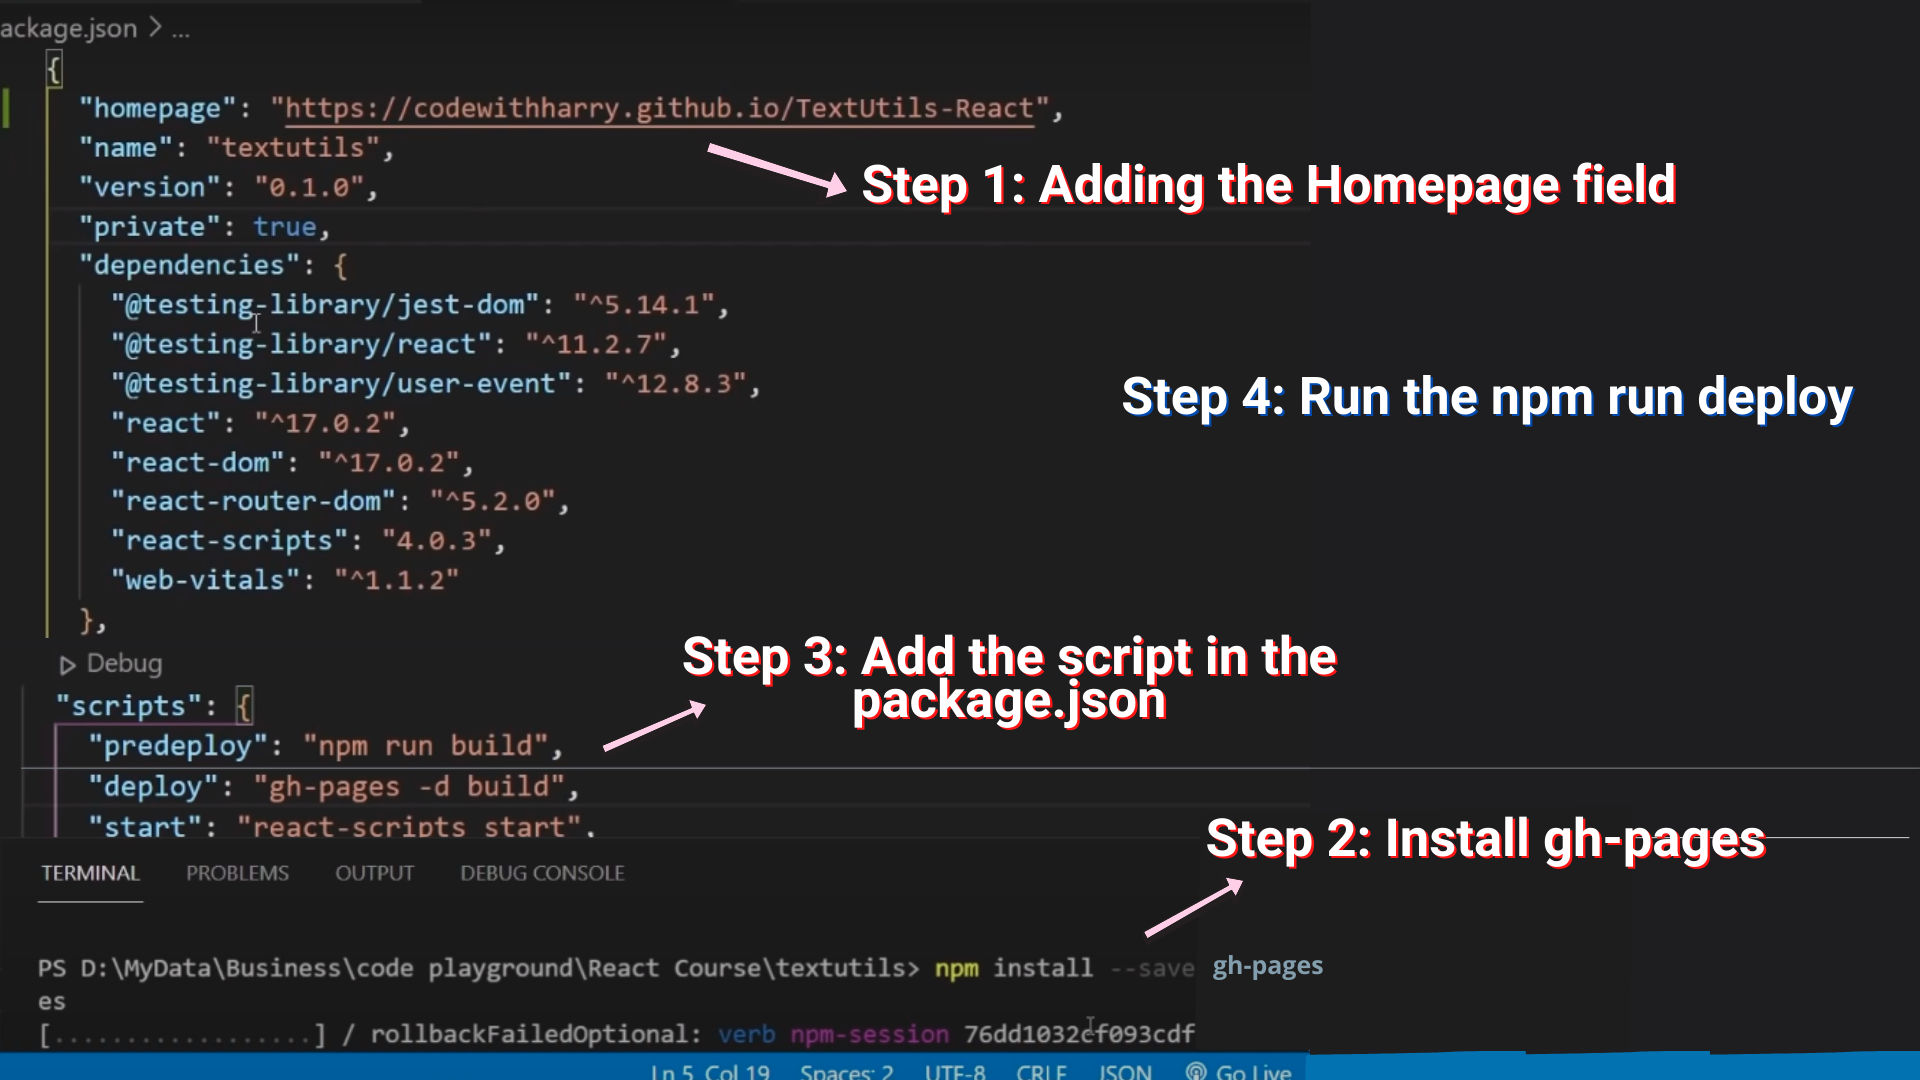 ackage.json > ...
{
"homepage": "https://codewithharry.github.io/TextUtils-React",
"name": "textutils",
"version": "0.1.0",
"private": true,
"dependencies": {
"@testing-library/jest-dom": "^5.14.1",
"@testing-library/react": "^11.2.7",
"@testing-library/user-event": "^12.8.3",
"react": "^17.0.2",
"react-dom": "^17.0.2",
"react-router-dom": "^5.2.0",
"react-scripts": "4.0.3",
"web-vitals": "^1.1.2"
},
Debug
"scripts": {
"predeploy": "npm run build",
"deploy": "gh-pages -d build",
"start": "react-scripts start",
Step 1: Adding the Homepage field
Step 4: Run the npm run deploy
Step 3: Add the script in the
package.json
Step 2: Install gh-pages
TERMINAL PROBLEMS OUTPUT DEBUG CONSOLE
PS D:\MyData\Business\code playground\React Course\textutils> npm install --save gh-pages
es
[..................] / rollbackFailedOptional: verb npm-session 76dd1032cf093cdf
Ln 5, Col 19 Spaces: 2 UTF-8 CRLF JSON Go Live